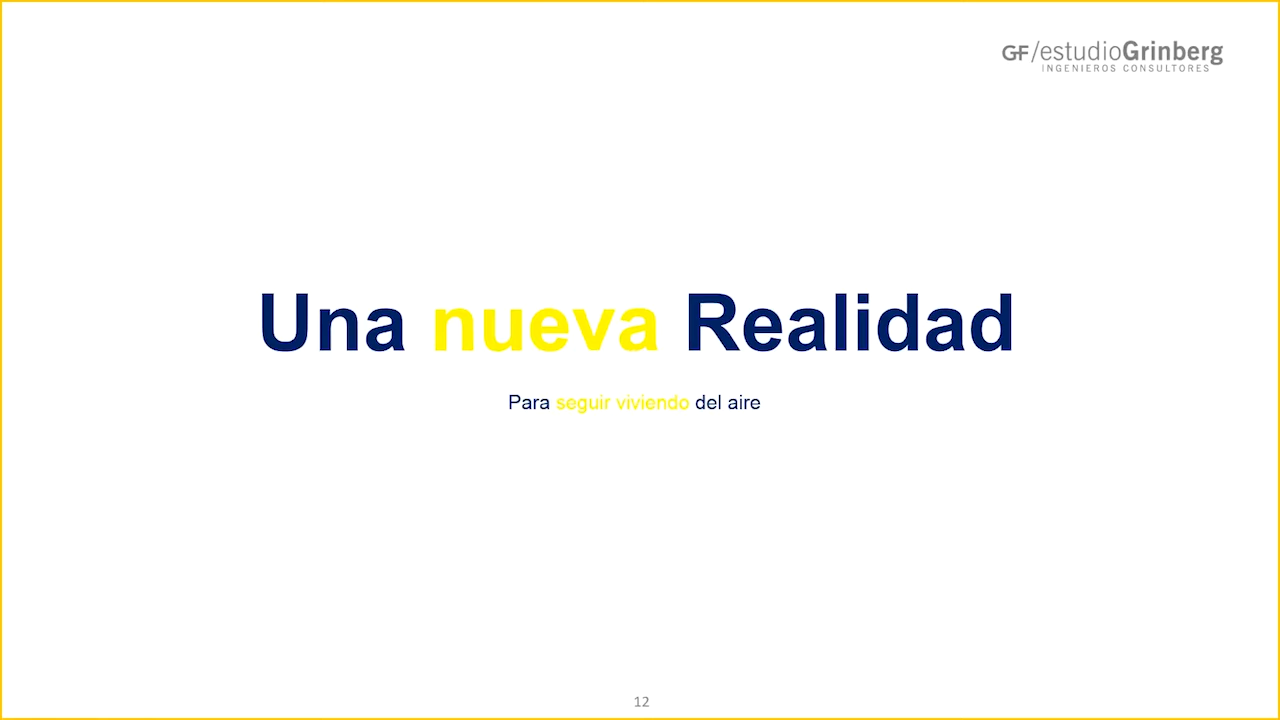 GF/estudioGrinberg
INGENIEROS CONSULTORES
Una nueva Realidad
Para seguir viviendo del aire
12